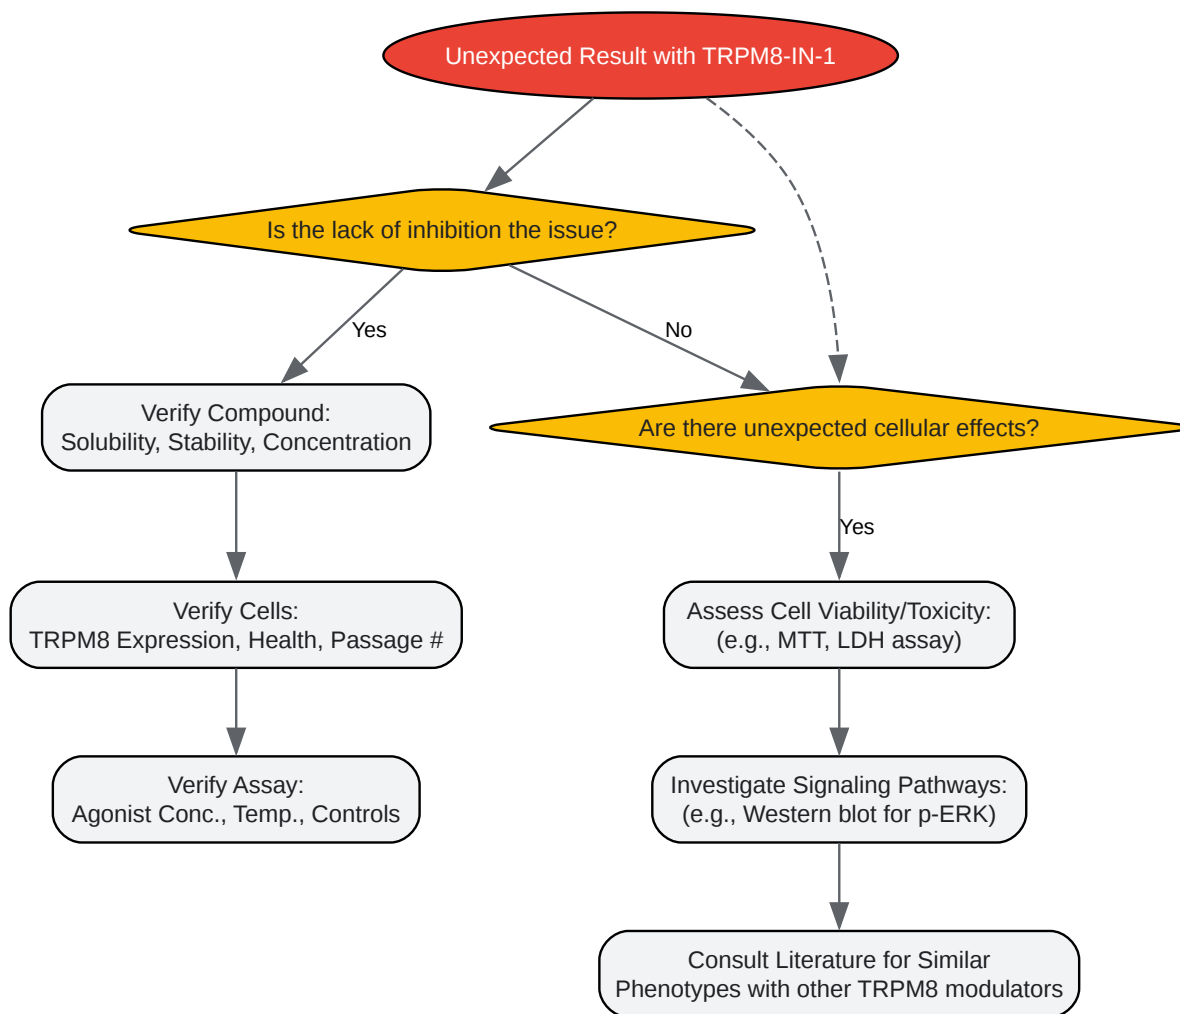 Unexpected Result with TRPM8-IN-1
Is the lack of inhibition the issue?
Yes
No
Verify Compound:
Solubility, Stability, Concentration
Are there unexpected cellular effects?
Yes
Verify Cells:
TRPM8 Expression, Health, Passage #
Assess Cell Viability/Toxicity:
(e.g., MTT, LDH assay)
Verify Assay:
Agonist Conc., Temp., Controls
Investigate Signaling Pathways:
(e.g., Western blot for p-ERK)
Consult Literature for Similar
Phenotypes with other TRPM8 modulators